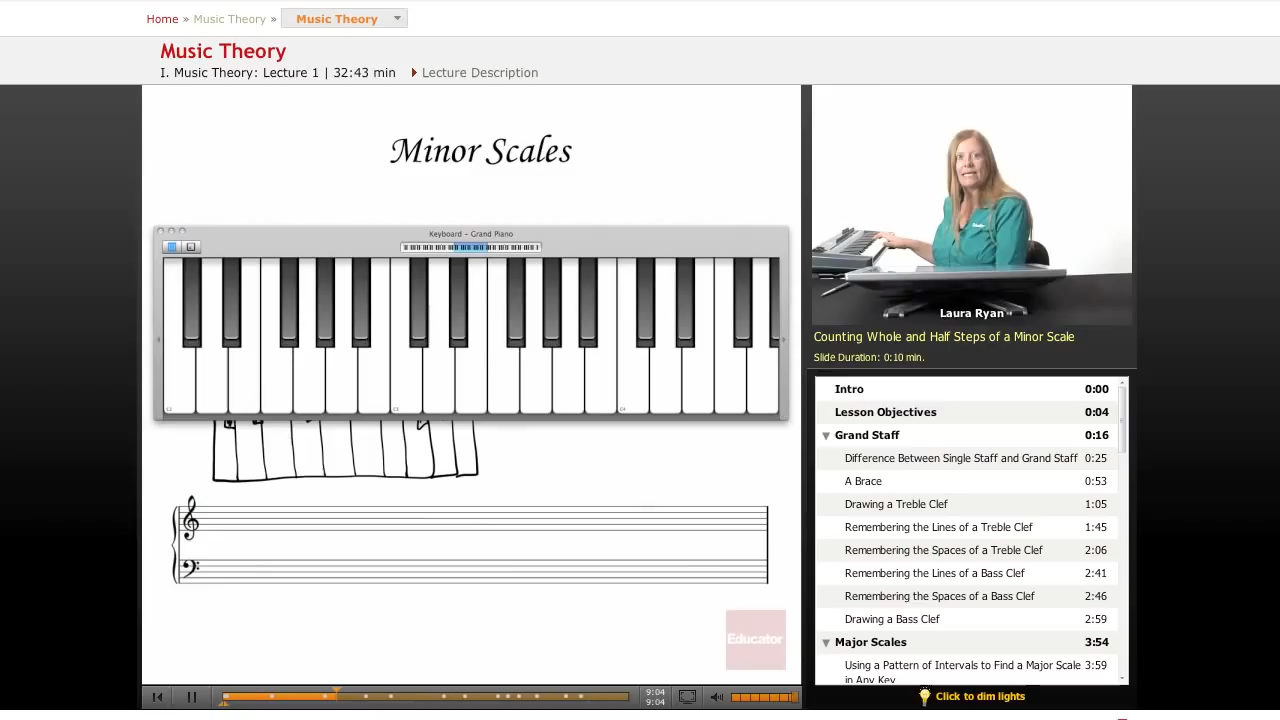 Home » Music Theory » Music Theory
Music Theory
I. Music Theory: Lecture 1 | 32:43 min Lecture Description
Minor Scales
Keyboard - Grand Piano
C2 C3 C4
Educator
9:04
9:04
Laura Ryan
Counting Whole and Half Steps of a Minor Scale
Slide Duration: 0:10 min.
Intro 0:00
Lesson Objectives 0:04
Grand Staff 0:16
Difference Between Single Staff and Grand Staff 0:25
A Brace 0:53
Drawing a Treble Clef 1:05
Remembering the Lines of a Treble Clef 1:45
Remembering the Spaces of a Treble Clef 2:06
Remembering the Lines of a Bass Clef 2:41
Remembering the Spaces of a Bass Clef 2:46
Drawing a Bass Clef 2:59
Major Scales 3:54
Using a Pattern of Intervals to Find a Major Scale 3:59
in Any Key
Click to dim lights